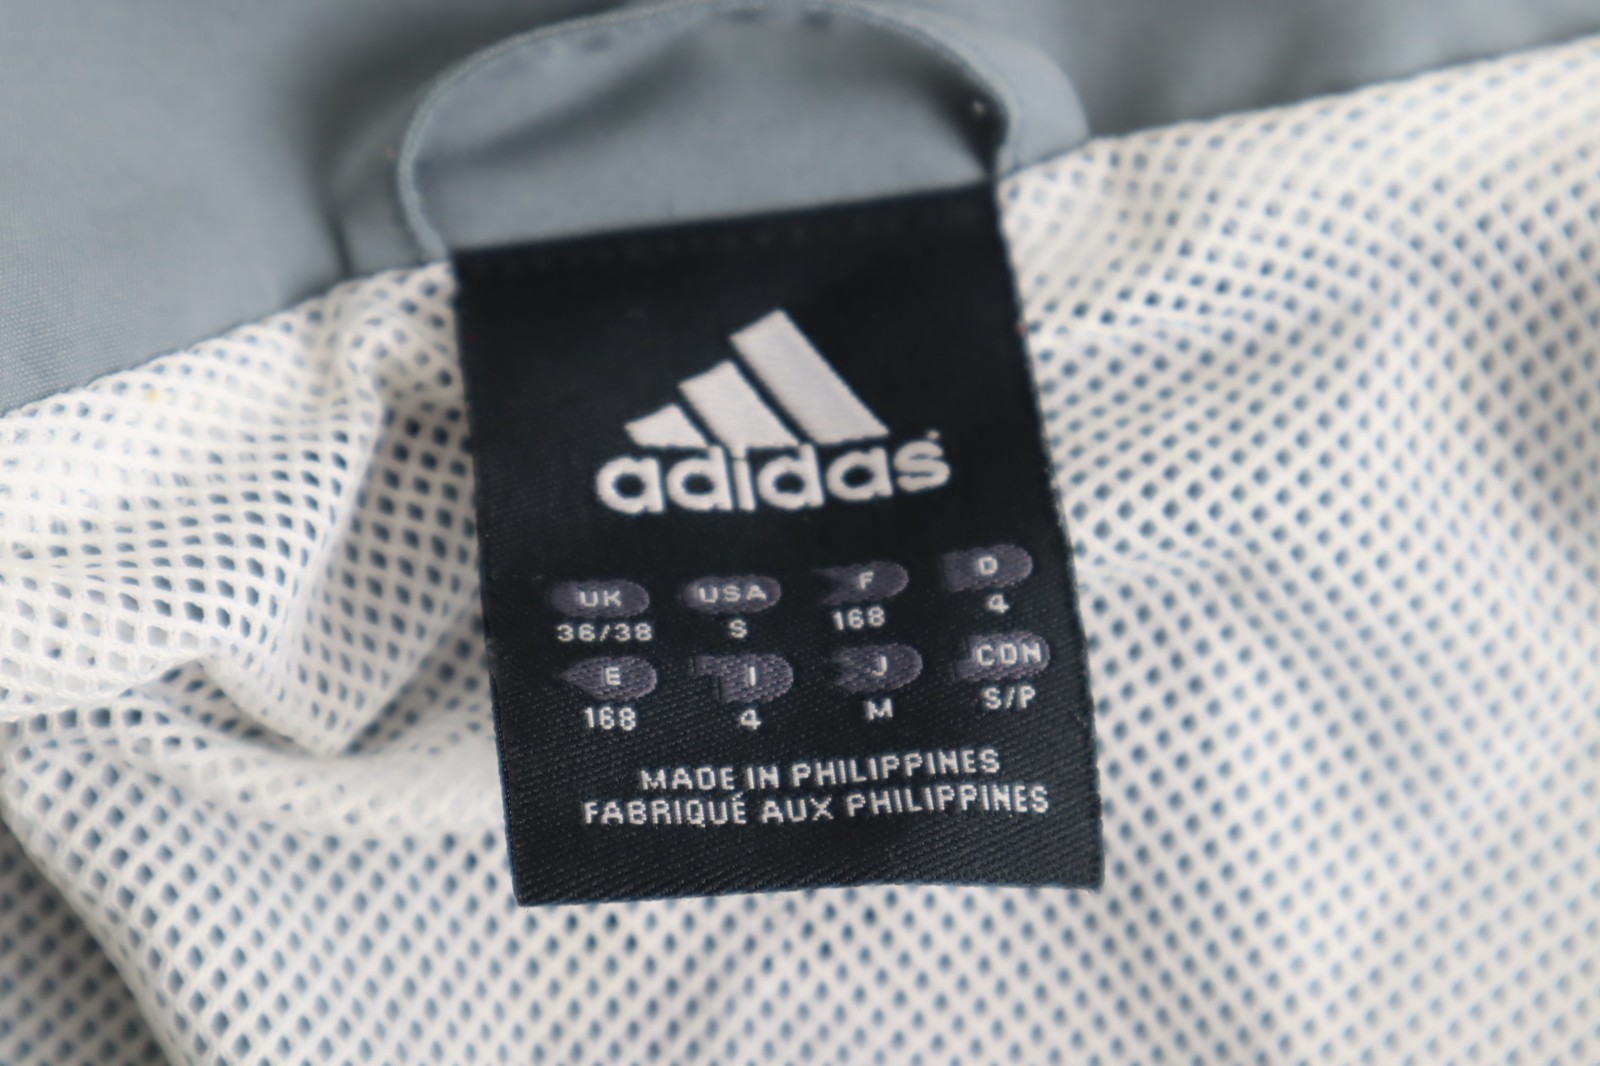 adidas
UK USA F D
36/38 S 168 4
E I J CDN
168 4 M S/P
MADE IN PHILIPPINES
FABRIQUÉ AUX PHILIPPINES